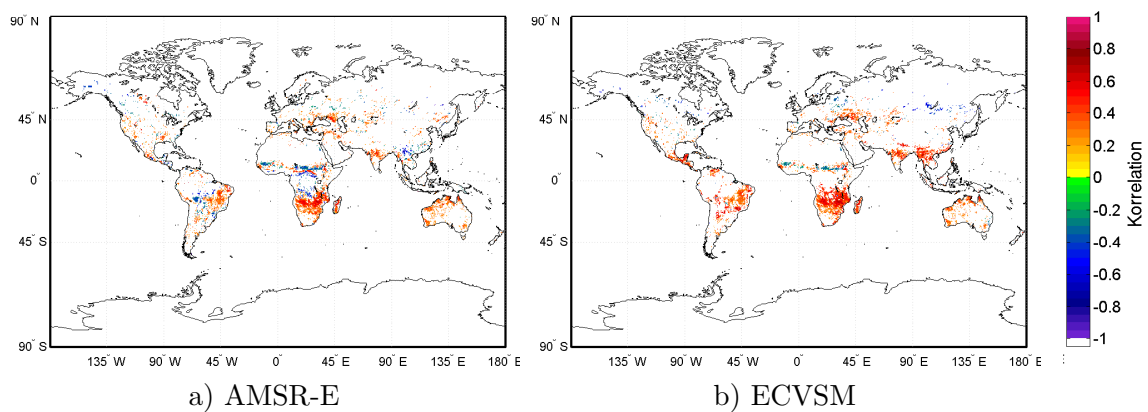 90° N
45° N
0°
45° S
90° S
135° W
90° W
45° W
0°
45° E
90° E
135° E
180° E
a) AMSR-E
90° N
45° N
0°
45° S
90° S
135° W
90° W
45° W
0°
45° E
90° E
135° E
180° E
b) ECVSM
1
0.8
0.6
0.4
0.2
0
-0.2
-0.4
-0.6
-0.8
-1
Korrelation